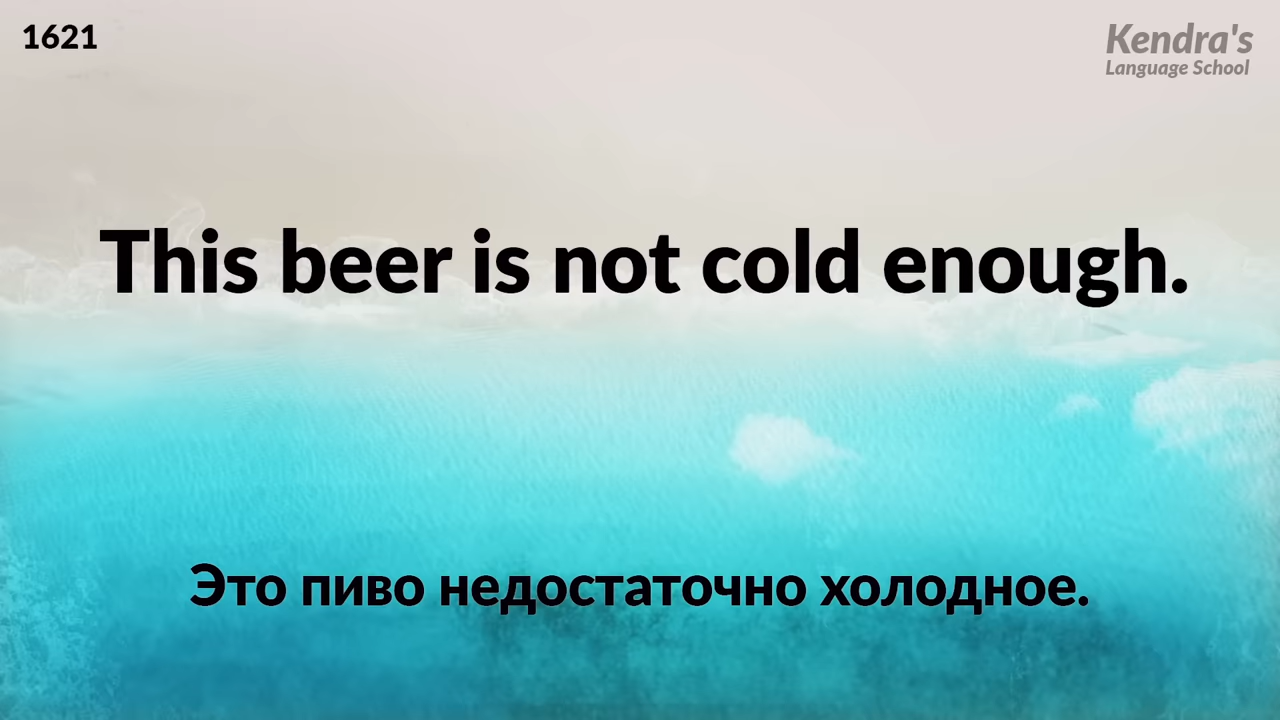 1621
Kendra's
Language School
This beer is not cold enough.
Это пиво недостаточно холодное.